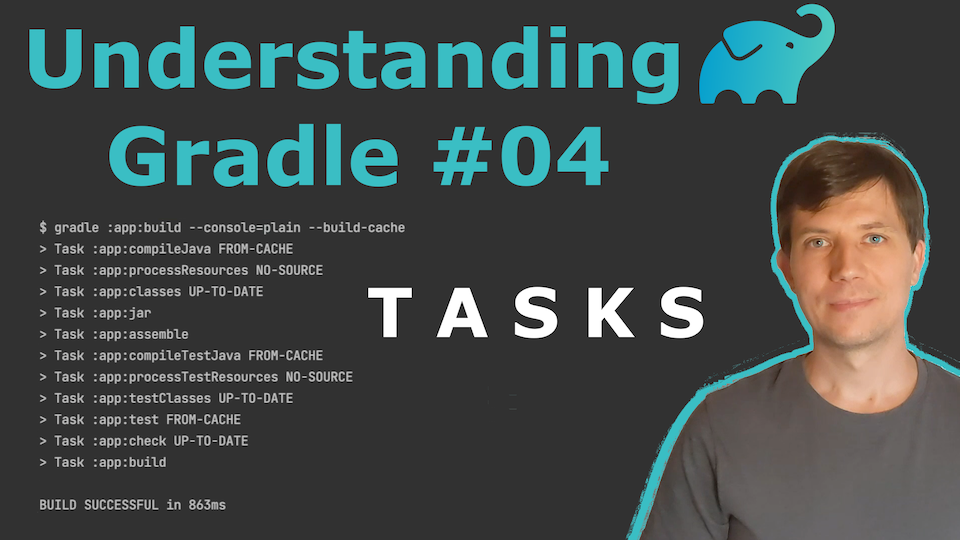 Understanding
Gradle #04
$ gradle :app:build --console=plain --build-cache
> Task :app:compileJava FROM-CACHE
> Task :app:processResources NO-SOURCE
> Task :app:classes UP-TO-DATE
> Task :app:jar
> Task :app:assemble
> Task :app:compileTestJava FROM-CACHE
> Task :app:processTestResources NO-SOURCE
> Task :app:testClasses UP-TO-DATE
> Task :app:test FROM-CACHE
> Task :app:check UP-TO-DATE
> Task :app:build
BUILD SUCCESSFUL in 863ms
TASKS